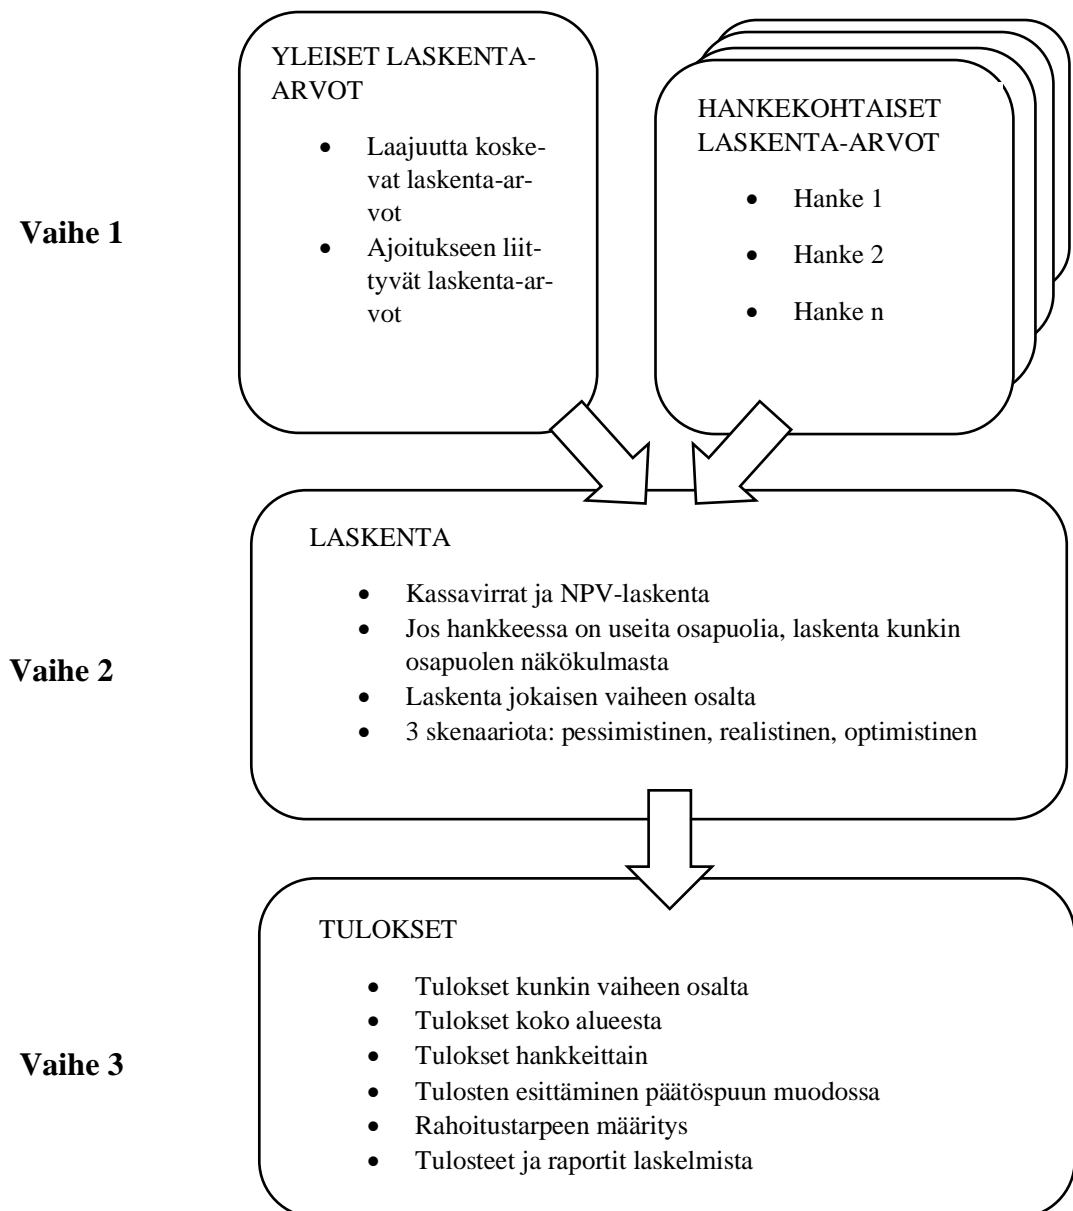 YLEISET LASKENTA-
ARVOT
• Laajuutta koske-
vat laskenta-ar-
vot
• Ajoitukseen liit-
tyvät laskenta-ar-
vot
HANKEKOHTAISET
LASKENTA-ARVOT
• Hanke 1
• Hanke 2
• Hanke n
Vaihe 1
LASKENTA
• Kassavirrat ja NPV-laskenta
• Jos hankkeessa on useita osapuolia, laskenta kunkin
osapuolen näkökulmasta
• Laskenta jokaisen vaiheen osalta
• 3 skenaariota: pessimistinen, realistinen, optimistinen
Vaihe 2
TULOKSET
• Tulokset kunkin vaiheen osalta
• Tulokset koko alueesta
• Tulokset hankkeittain
• Tulosten esittäminen päätöspuun muodossa
• Rahoitustarpeen määritys
• Tulosteet ja raportit laskelmista
Vaihe 3